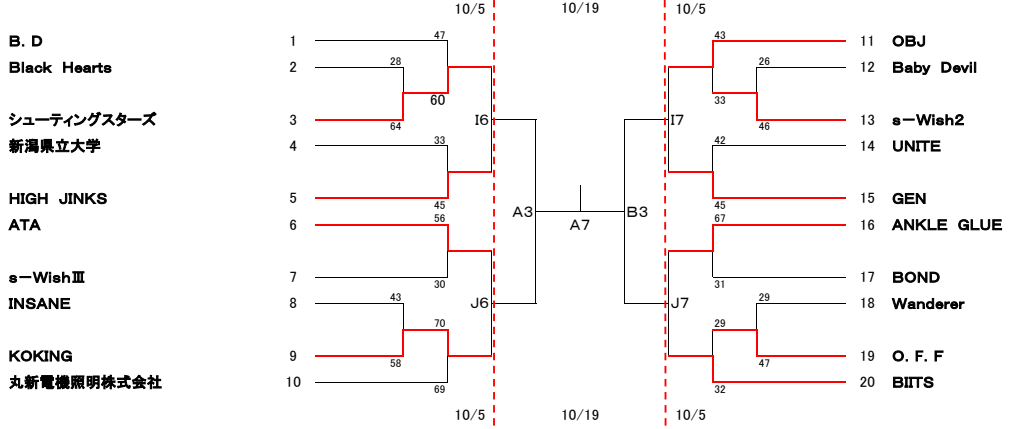 10/5 10/19 10/5
B. D 1 47 43 11 OBJ
Black Hearts 2 28 26 12 Baby Devil
60 33
シューティングスターズ 3 64 I6 I7 46 13 s－Wish2
新潟県立大学 4 33 42 14 UNITE
HIGH JINKS 5 45 45 15 GEN
A3 A7 B3
ATA 6 56 67 16 ANKLE GLUE
s－WishⅢ 7 30 31 17 BOND
INSANE 8 43 J6 J7 29 18 Wanderer
70 29
KOKING 9 58 47 19 O. F. F
丸新電機照明株式会社 10 69 32 20 BIITS
10/5 10/19 10/5